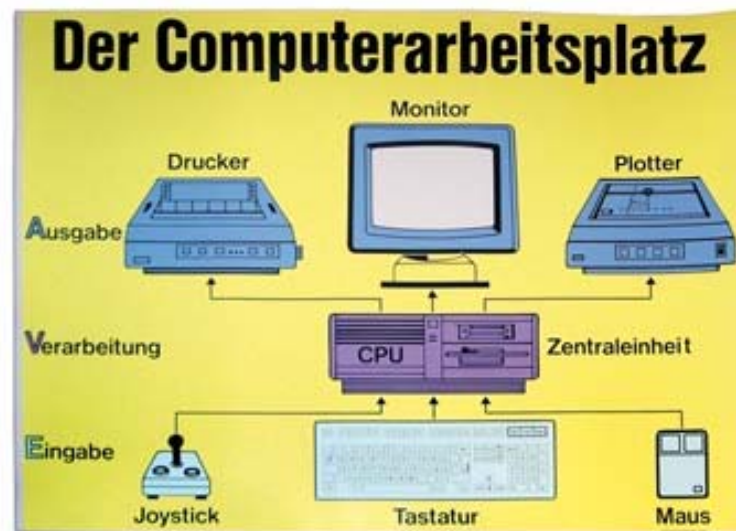 Der Computerarbeitsplatz
Monitor
Drucker
Plotter
Ausgabe
Verarbeitung
CPU
Zentraleinheit
Eingabe
Joystick
Tastatur
Maus